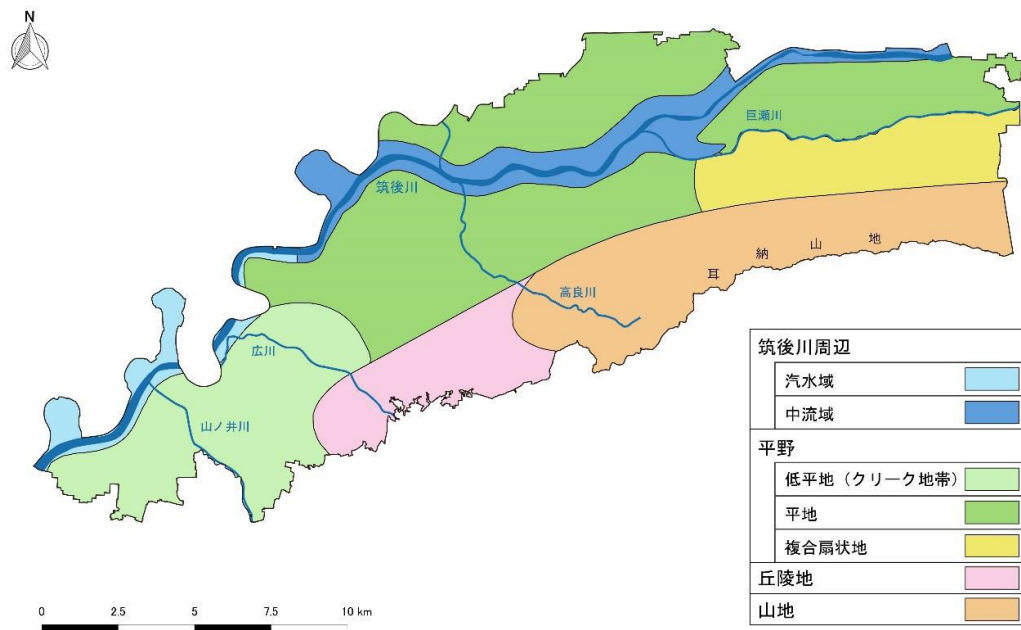 N
巨瀬川
筑後川
耳納山地
高良川
広川
山ノ井川
筑後川周辺
汽水域
中流域
平野
低平地（クリーク地帯）
平地
複合扇状地
丘陵地
山地
0 2.5 5 7.5 10 km